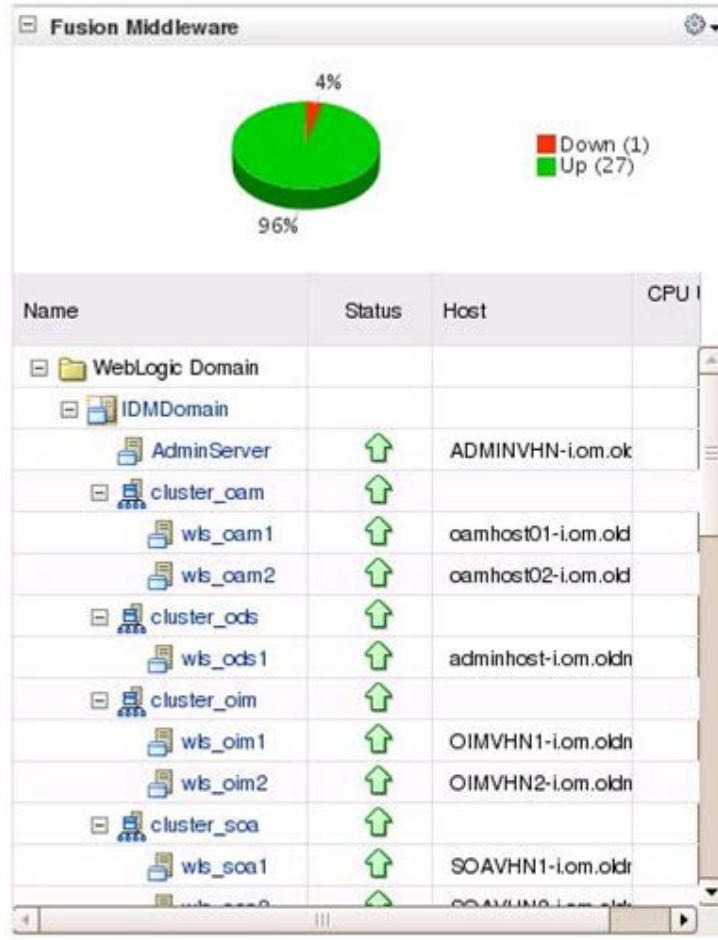 Fusion Middleware
4%
Down (1)
Up (27)
96%
Name Status Host CPU
WebLogic Domain
IDMDomain
AdminServer ADMINVHN-i.om.ok
cluster_oam
wls_oam1 oamhost01-i.om.old
wls_oam2 oamhost02-i.om.old
cluster_ods
wls_ods1 adminhost-i.om.oldn
cluster_oim
wls_oim1 OIMVHN1-i.om.oldn
wls_oim2 OIMVHN2-i.om.oldn
cluster_soa
wls_soa1 SOAVHN1-i.om.oldr